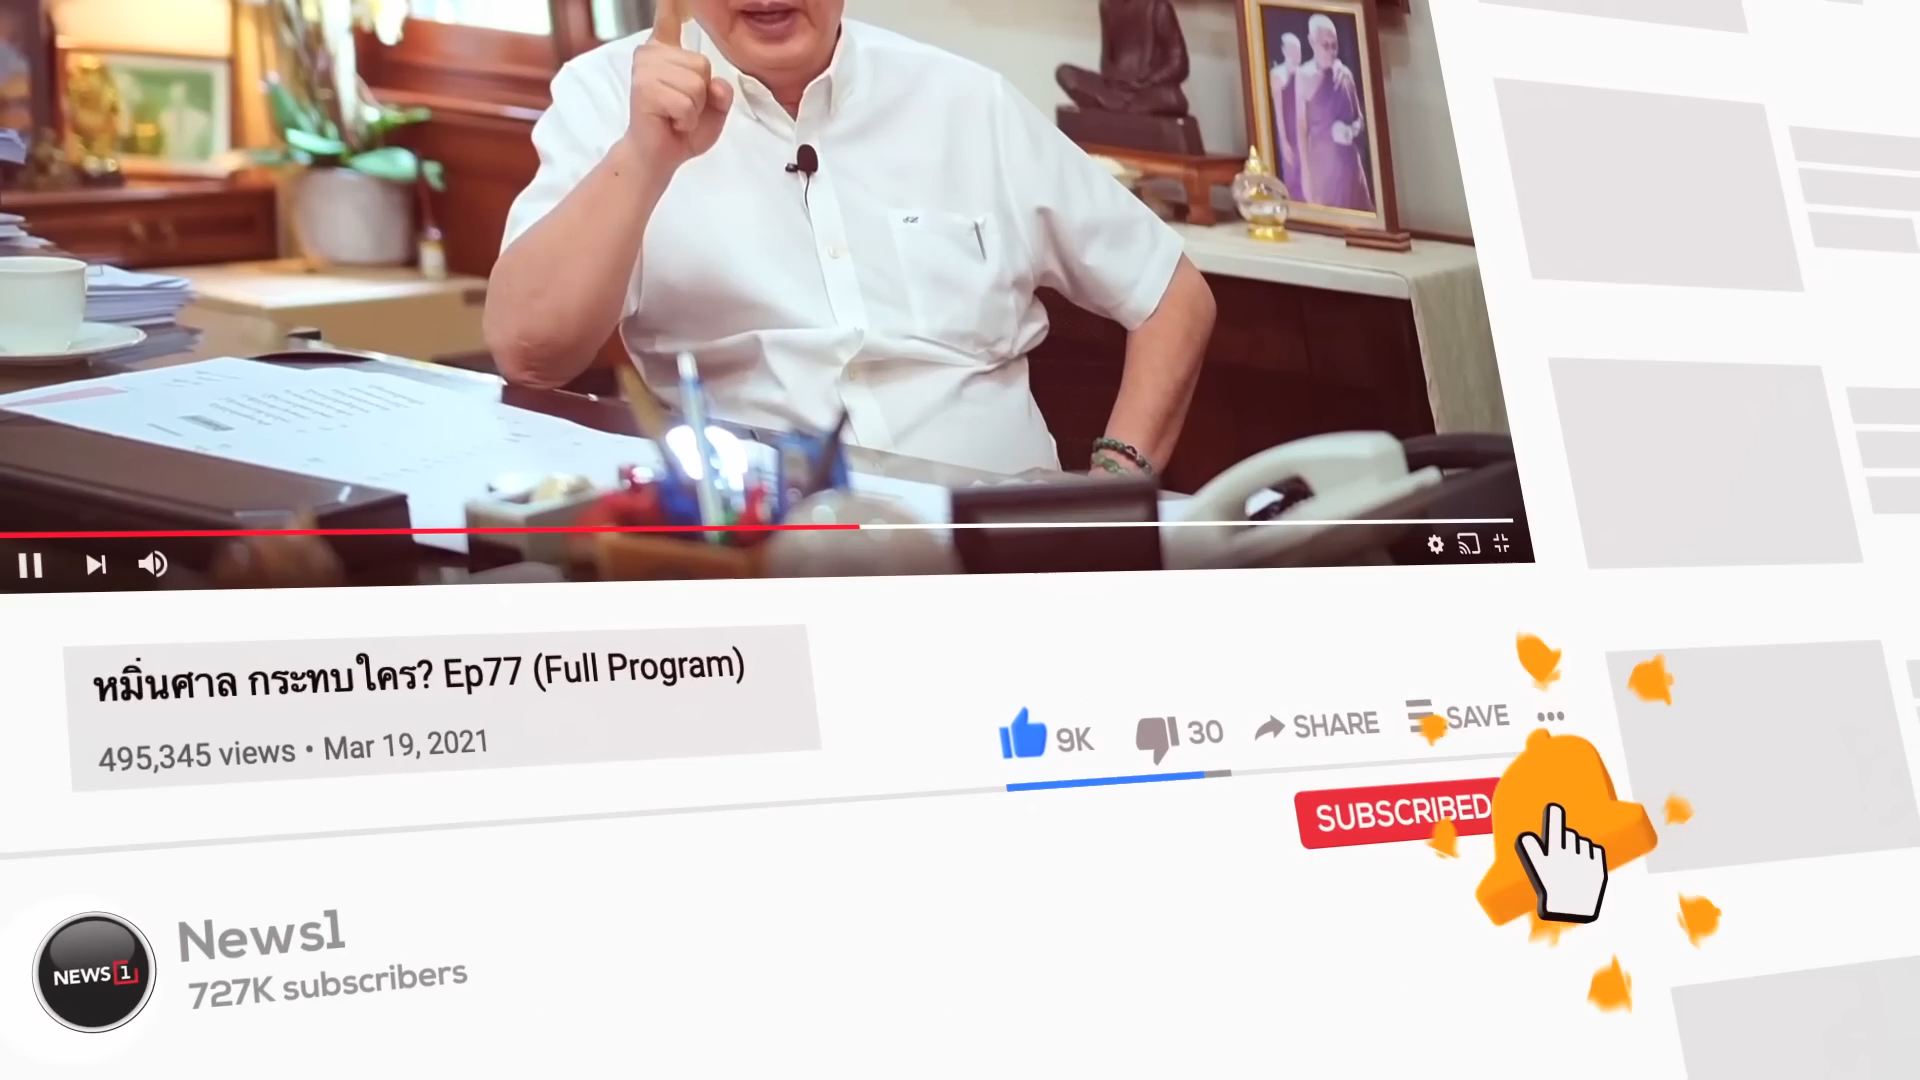 หมิ่นศาล กระทบใคร? Ep77 (Full Program)
495,345 views • Mar 19, 2021
9K
30
SHARE
SAVE
SUBSCRIBED
News1
727K subscribers
NEWS 1